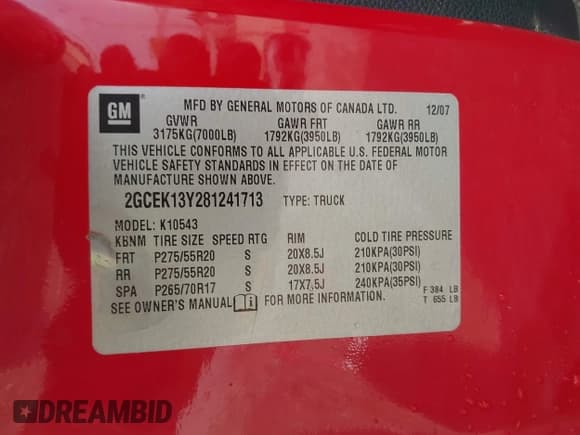 GM ®
MFD BY GENERAL MOTORS OF CANADA LTD. 12/07
GVWR GAWR FRT GAWR RR
3175KG(7000LB) 1792KG(3950LB) 1792KG(3950LB)
THIS VEHICLE CONFORMS TO ALL APPLICABLE U.S. FEDERAL MOTOR
VEHICLE SAFETY STANDARDS IN EFFECT ON THE DATE OF
MANUFACTURE SHOWN ABOVE.
2GCEK13Y281241713 TYPE: TRUCK
MODEL: K10543
KBNM TIRE SIZE SPEED RTG RIM COLD TIRE PRESSURE
FRT P275/55R20 S 20X8.5J 210KPA(30PSI)
RR P275/55R20 S 20X8.5J 210KPA(30PSI)
SPA P265/70R17 S 17X7.5J 240KPA(35PSI) F 384 LB
SEE OWNER'S MANUAL i FOR MORE INFORMATION. T 655 LB
DREAMBID